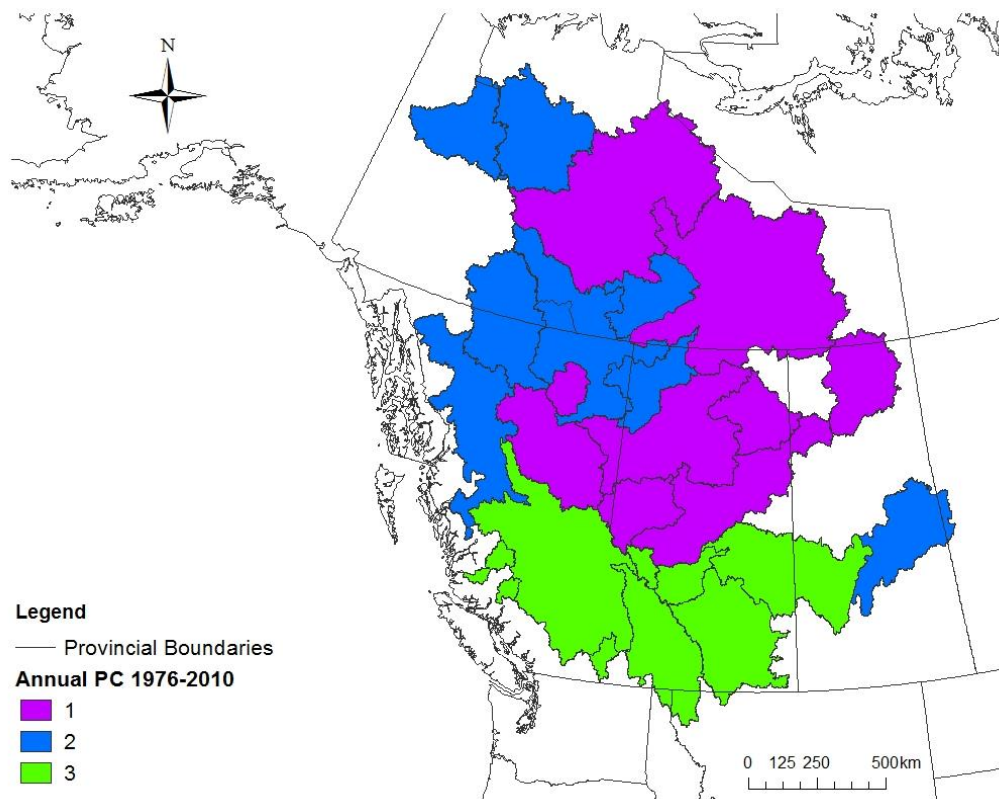 N
Legend
Provincial Boundaries
Annual PC 1976-2010
1
2
3
0 125 250 500km